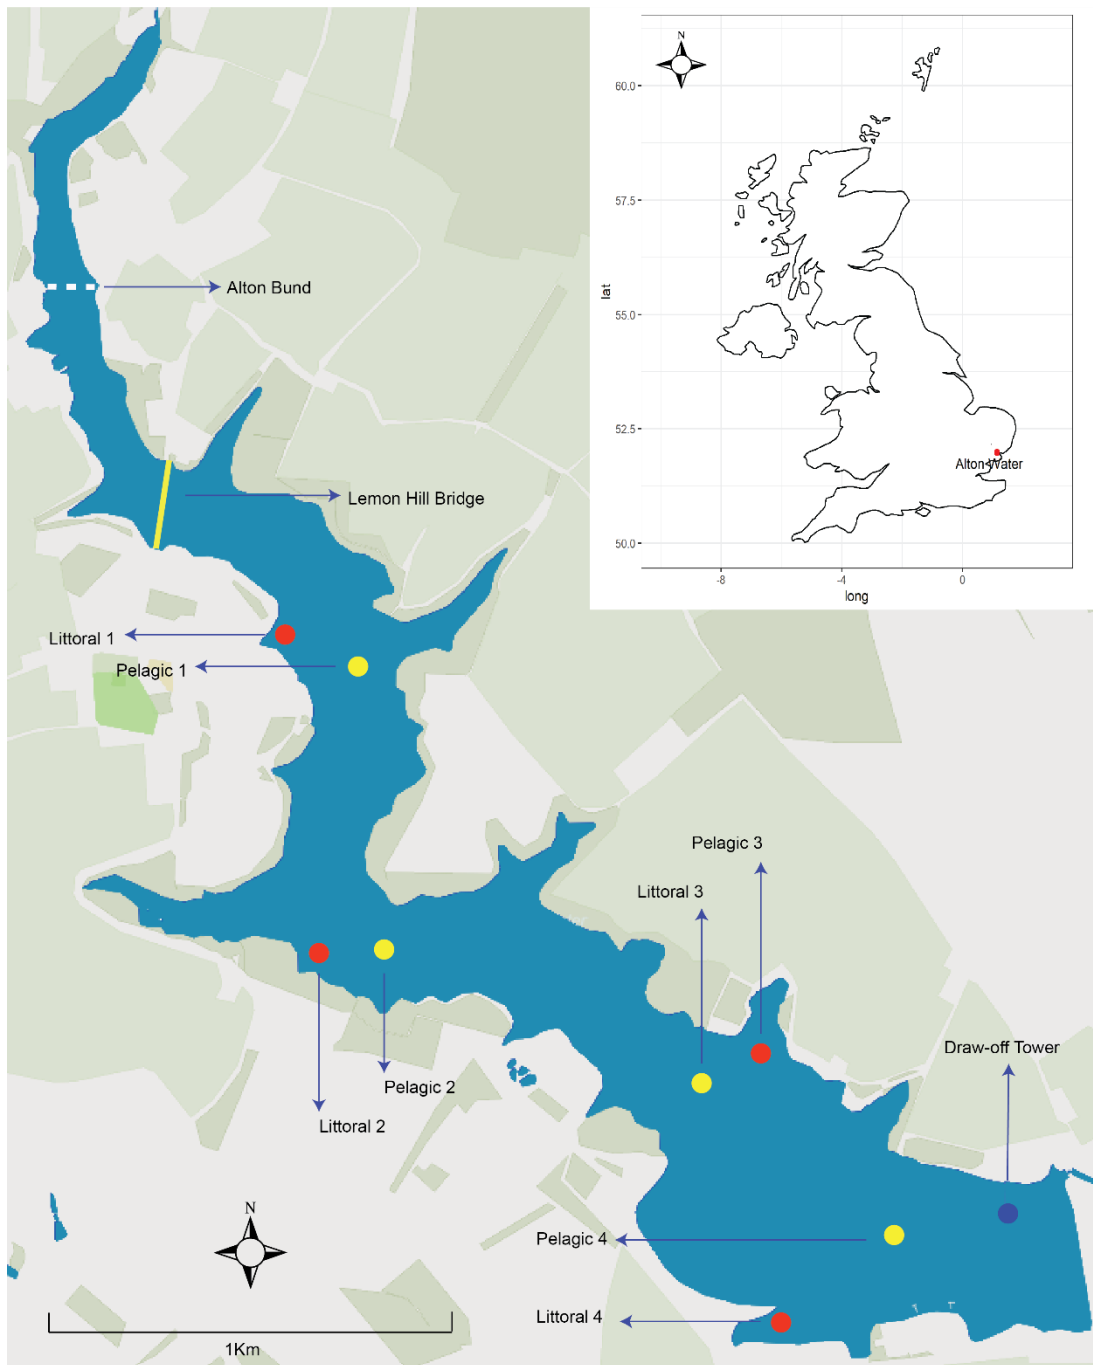 N
60.0
57.5
55.0
52.5
50.0
lat
Alton Water
-8
-4
0
long
Alton Bund
Lemon Hill Bridge
Littoral 1
Pelagic 1
Pelagic 3
Littoral 3
Draw-off Tower
Pelagic 2
Littoral 2
N
Pelagic 4
Littoral 4
1Km